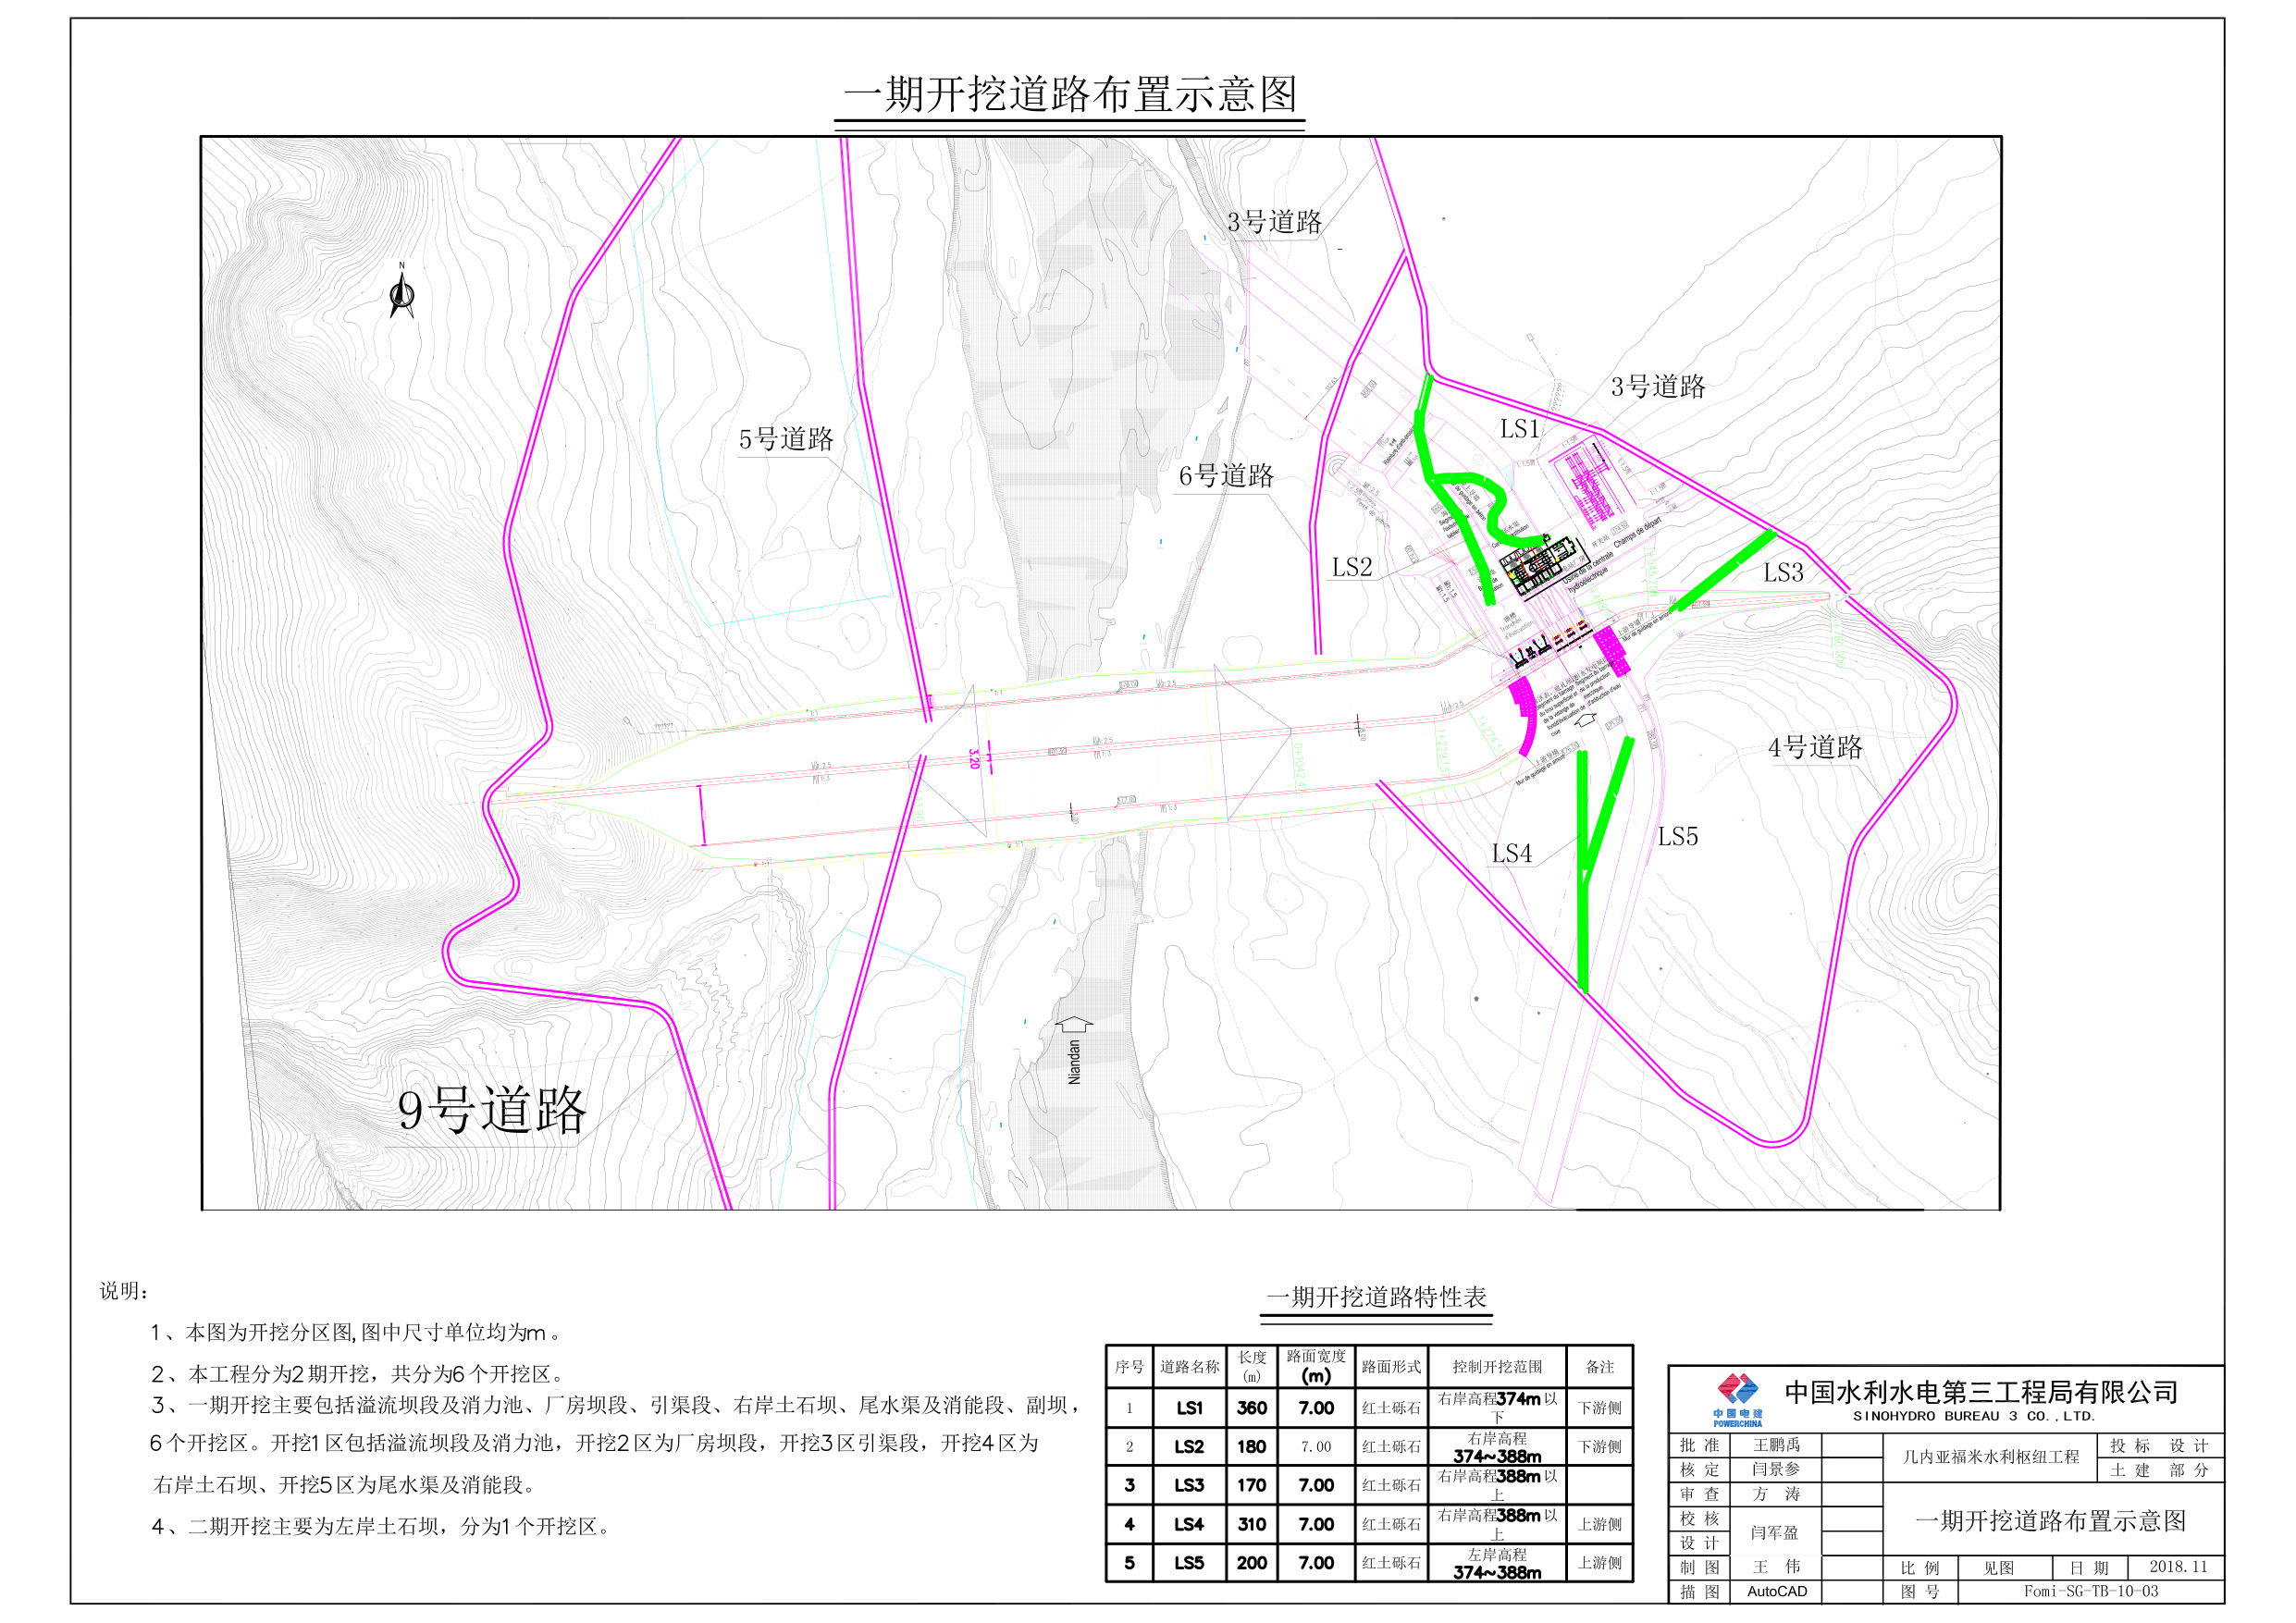 一期开挖道路布置示意图
N
3号道路
3号道路
5号道路
LS1
6号道路
LS2
LS3
Champs de départ
Usine de la centrale
hydroélectrique
4号道路
3.20
LS4
LS5
Niandan
9号道路
说明：
1、本图为开挖分区图,图中尺寸单位均为m。
2、本工程分为2期开挖，共分为6个开挖区。
3、一期开挖主要包括溢流坝段及消力池、厂房坝段、引渠段、右岸土石坝、尾水渠及消能段、副坝，
6个开挖区。开挖1区包括溢流坝段及消力池，开挖2区为厂房坝段，开挖3区引渠段，开挖4区为
右岸土石坝、开挖5区为尾水渠及消能段。
4、二期开挖主要为左岸土石坝，分为1个开挖区。
一期开挖道路特性表
序号 道路名称 长度(m) 路面宽度(m) 路面形式 控制开挖范围 备注
1 LS1 360 7.00 红土砾石 右岸高程374m以下 下游侧
2 LS2 180 7.00 红土砾石 右岸高程374~388m 下游侧
3 LS3 170 7.00 红土砾石 右岸高程388m以上
4 LS4 310 7.00 红土砾石 右岸高程388m以上 上游侧
5 LS5 200 7.00 红土砾石 左岸高程374~388m 上游侧
中国电建
POWERCHINA
中国水利水电第三工程局有限公司
SINOHYDRO BUREAU 3 CO.,LTD.
批准 王鹏禹
核定 闫景参
审查 方涛
校核
设计 闫军盈
制图 王伟
描图 AutoCAD
几内亚福米水利枢纽工程
投标 设计
土建 部分
一期开挖道路布置示意图
比例 见图 日期 2018.11
图号 Fomi-SG-TB-10-03